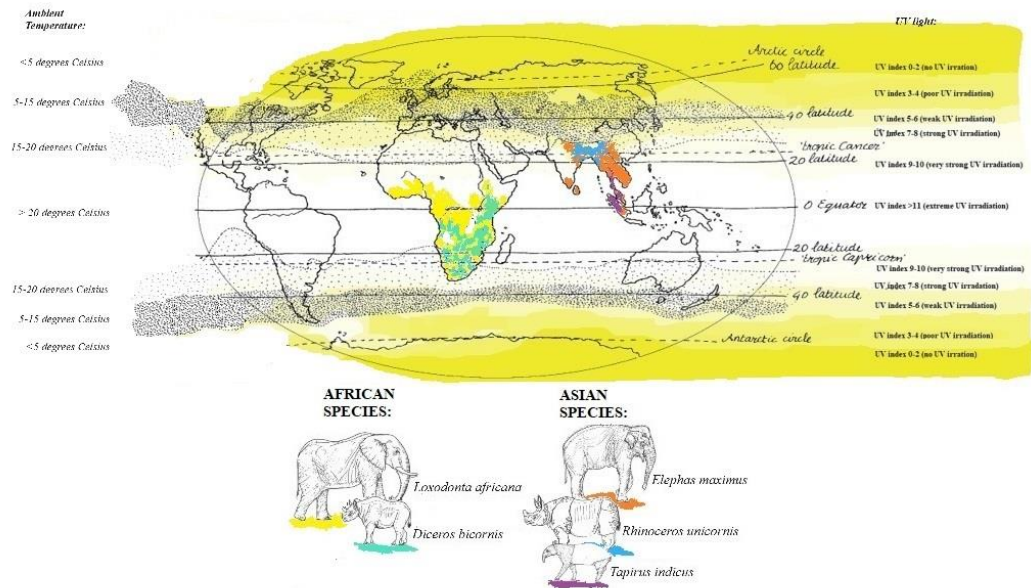 Ambient
Temperature:
UV light:
<5 degrees Celsius
5-15 degrees Celsius
15-20 degrees Celsius
> 20 degrees Celsius
15-20 degrees Celsius
5-15 degrees Celsius
<5 degrees Celsius
Arctic circle
60 latitude
40 latitude
'tropic Cancer'
20 latitude
0 Equator
20 latitude
'tropic Capricorn'
40 latitude
Antarctic circle
UV index 0-2 (no UV irration)
UV index 3-4 (poor UV irradiation)
UV index 5-6 (weak UV irradiation)
UV index 7-8 (strong UV irradiation)
UV index 9-10 (very strong UV irradiation)
UV index >11 (extreme UV irradiation)
UV index 9-10 (very strong UV irradiation)
UV index 7-8 (strong UV irradiation)
UV index 5-6 (weak UV irradiation)
UV index 3-4 (poor UV irradiation)
UV index 0-2 (no UV irration)
AFRICAN
SPECIES:
Loxodonta africana
Diceros bicornis
ASIAN
SPECIES:
Elephas maximus
Rhinoceros unicornis
Tapirus indicus